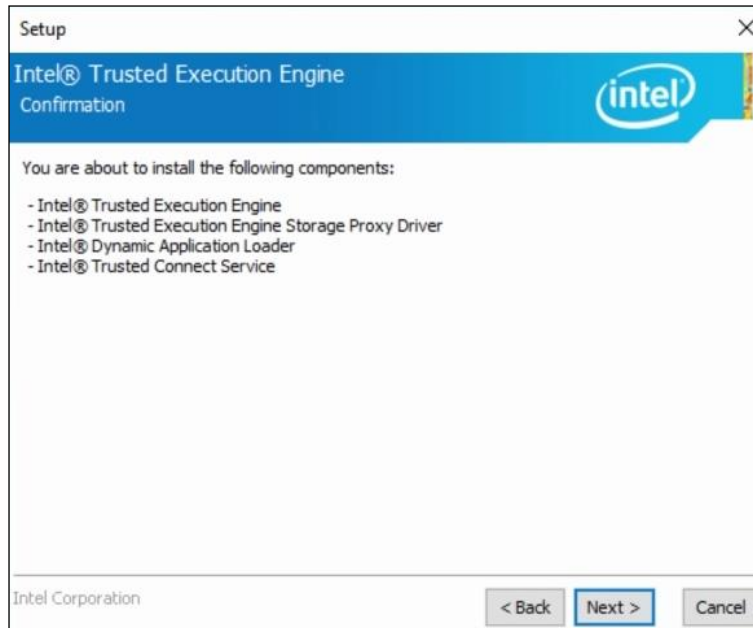 Setup
Intel® Trusted Execution Engine
Confirmation
intel
You are about to install the following components:
- Intel® Trusted Execution Engine
- Intel® Trusted Execution Engine Storage Proxy Driver
- Intel® Dynamic Application Loader
- Intel® Trusted Connect Service
Intel Corporation
< Back Next > Cancel